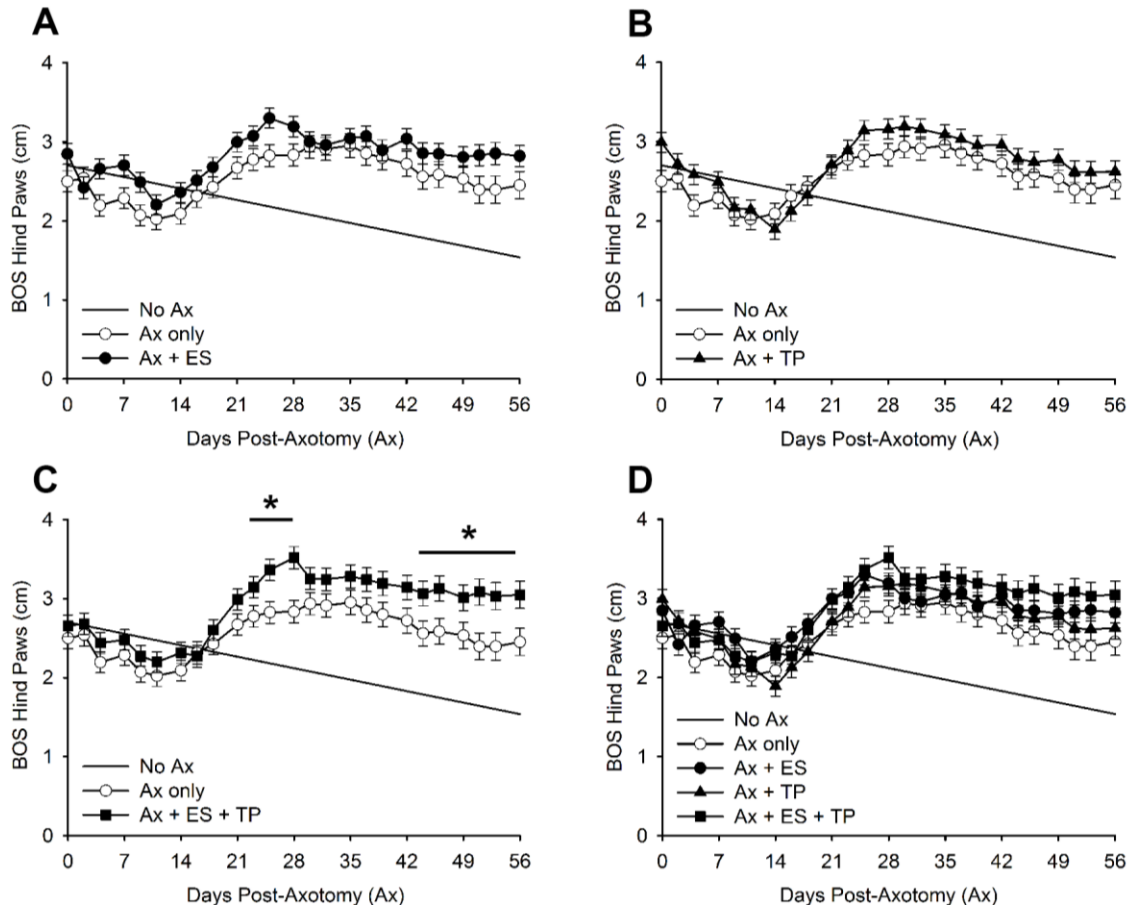 A
BOS Hind Paws (cm)
4
3
2
1
0
No Ax
Ax only
Ax + ES
0 7 14 21 28 35 42 49 56
Days Post-Axotomy (Ax)
B
BOS Hind Paws (cm)
4
3
2
1
0
No Ax
Ax only
Ax + TP
0 7 14 21 28 35 42 49 56
Days Post-Axotomy (Ax)
C
BOS Hind Paws (cm)
4
3
2
1
0
* *
No Ax
Ax only
Ax + ES + TP
0 7 14 21 28 35 42 49 56
Days Post-Axotomy (Ax)
D
BOS Hind Paws (cm)
4
3
2
1
0
No Ax
Ax only
Ax + ES
Ax + TP
Ax + ES + TP
0 7 14 21 28 35 42 49 56
Days Post-Axotomy (Ax)